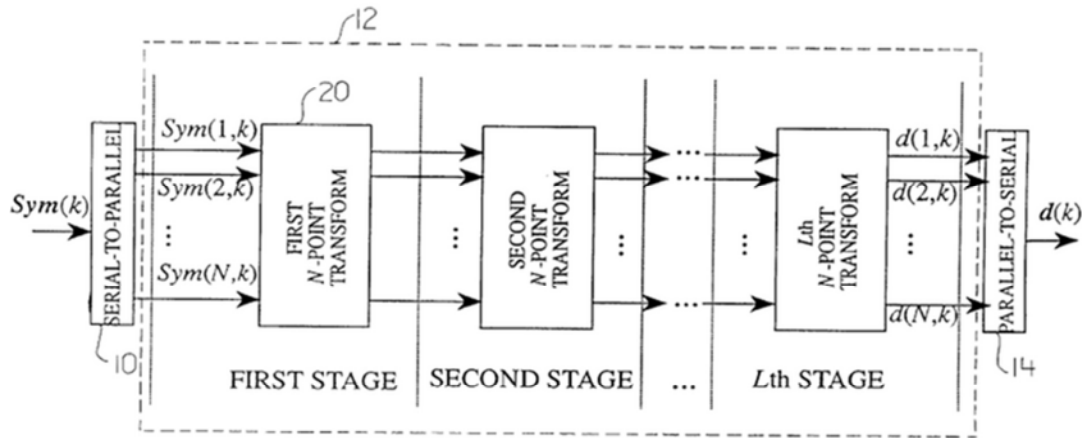 12
20
Sym(k)
SERIAL-TO-PARALLEL
10
Sym(1,k)
Sym(2,k)
...
Sym(N,k)
FIRST
N-POINT
TRANSFORM
...
SECOND
N-POINT
TRANSFORM
...
...
...
...
...
Lth
N-POINT
TRANSFORM
d(1,k)
d(2,k)
...
d(N,k)
PARALLEL-TO-SERIAL
14
d(k)
FIRST STAGE
SECOND STAGE
...
Lth STAGE